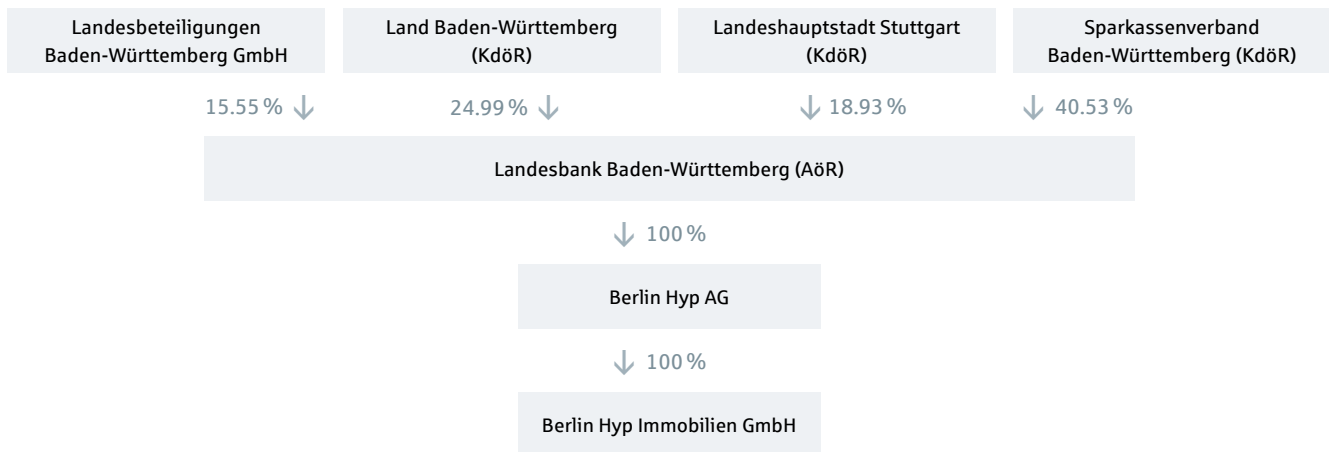 Landesbeteiligungen
Baden-Württemberg GmbH
Land Baden-Württemberg
(KdöR)
Landeshauptstadt Stuttgart
(KdöR)
Sparkassenverband
Baden-Württemberg (KdöR)
15.55 %
24.99 %
18.93 %
40.53 %
Landesbank Baden-Württemberg (AöR)
100 %
Berlin Hyp AG
100 %
Berlin Hyp Immobilien GmbH